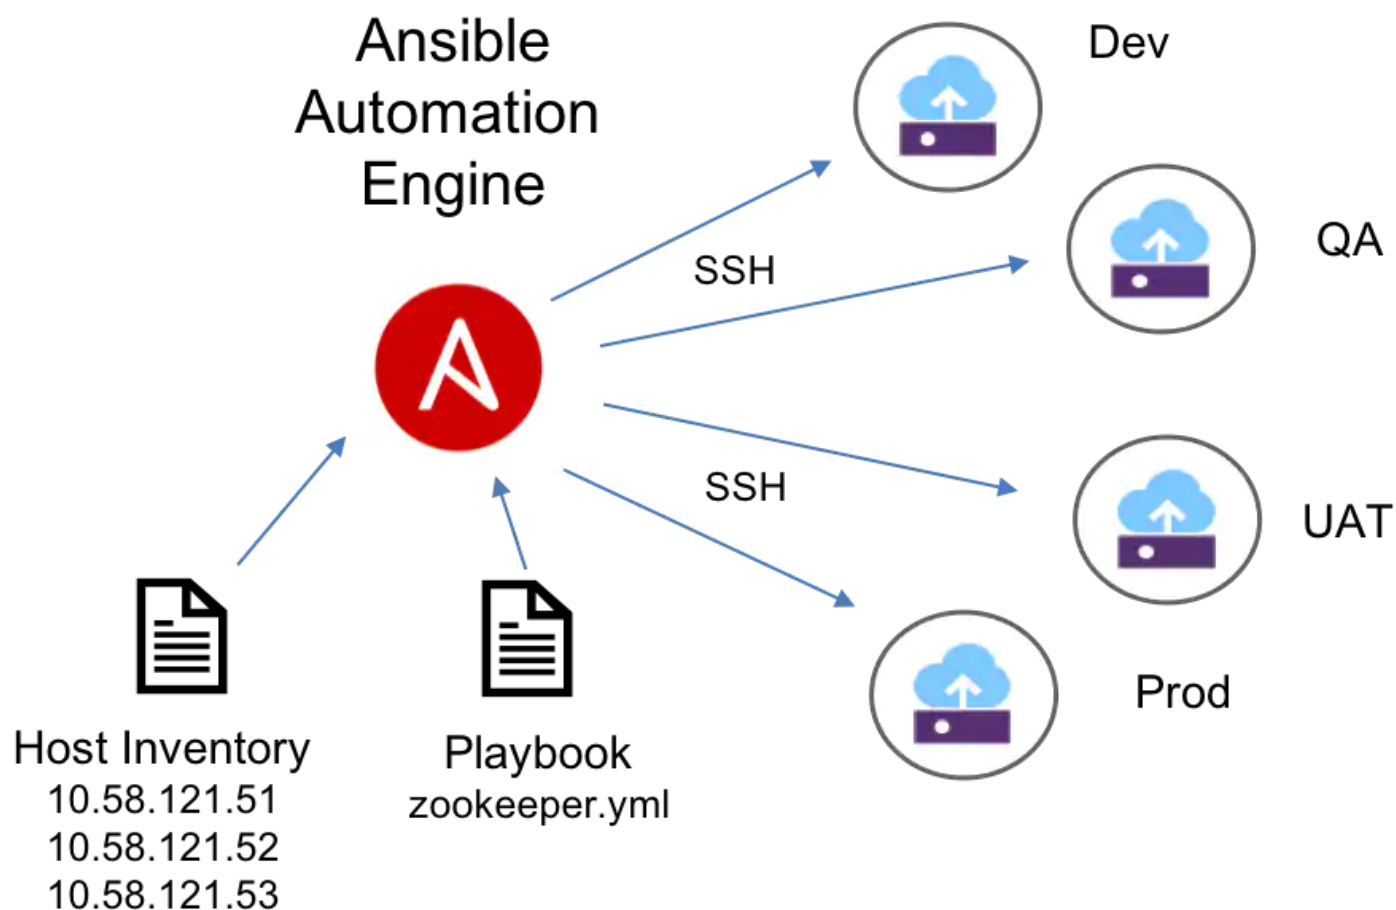 Ansible
Automation
Engine
Dev
QA
SSH
SSH
UAT
Prod
Host Inventory
10.58.121.51
10.58.121.52
10.58.121.53
Playbook
zookeeper.yml